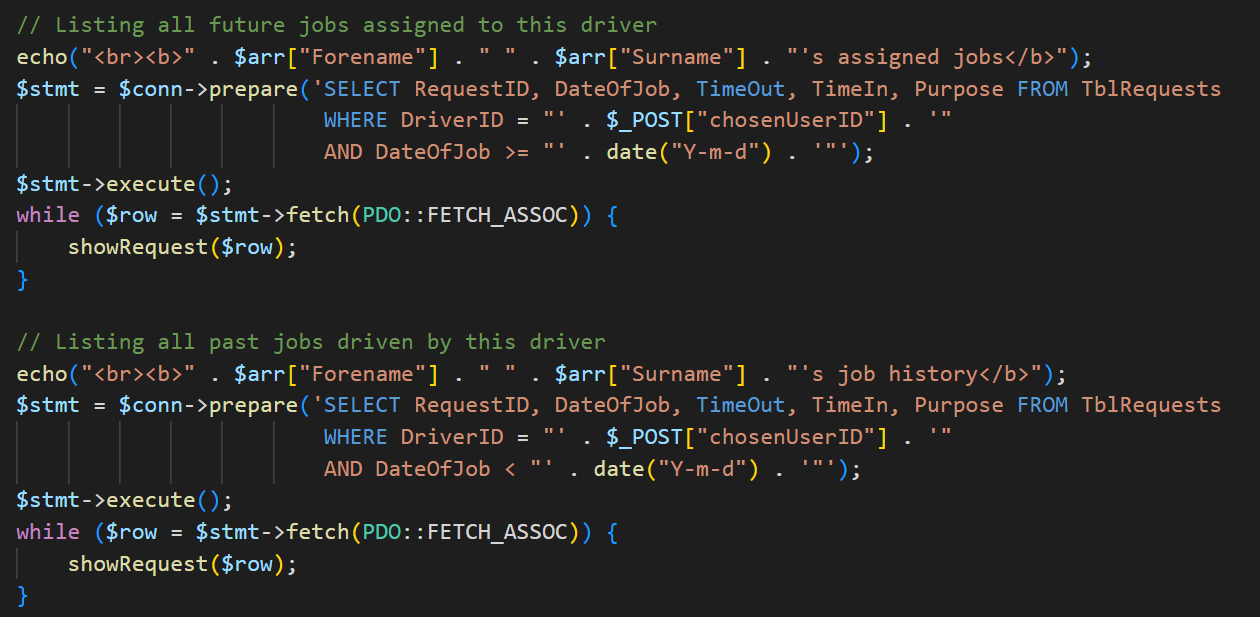 // Listing all future jobs assigned to this driver
echo("<br><b>" . $arr["Forename"] . " " . $arr["Surname"] . "'s assigned jobs</b>");
$stmt = $conn->prepare('SELECT RequestID, DateOfJob, TimeOut, TimeIn, Purpose FROM TblRequests
                        WHERE DriverID = "' . $_POST["chosenUserID"] . '"
                        AND DateOfJob >= "' . date("Y-m-d") . '"');
$stmt->execute();
while ($row = $stmt->fetch(PDO::FETCH_ASSOC)) {
    showRequest($row);
}

// Listing all past jobs driven by this driver
echo("<br><b>" . $arr["Forename"] . " " . $arr["Surname"] . "'s job history</b>");
$stmt = $conn->prepare('SELECT RequestID, DateOfJob, TimeOut, TimeIn, Purpose FROM TblRequests
                        WHERE DriverID = "' . $_POST["chosenUserID"] . '"
                        AND DateOfJob < "' . date("Y-m-d") . '"');
$stmt->execute();
while ($row = $stmt->fetch(PDO::FETCH_ASSOC)) {
    showRequest($row);
}